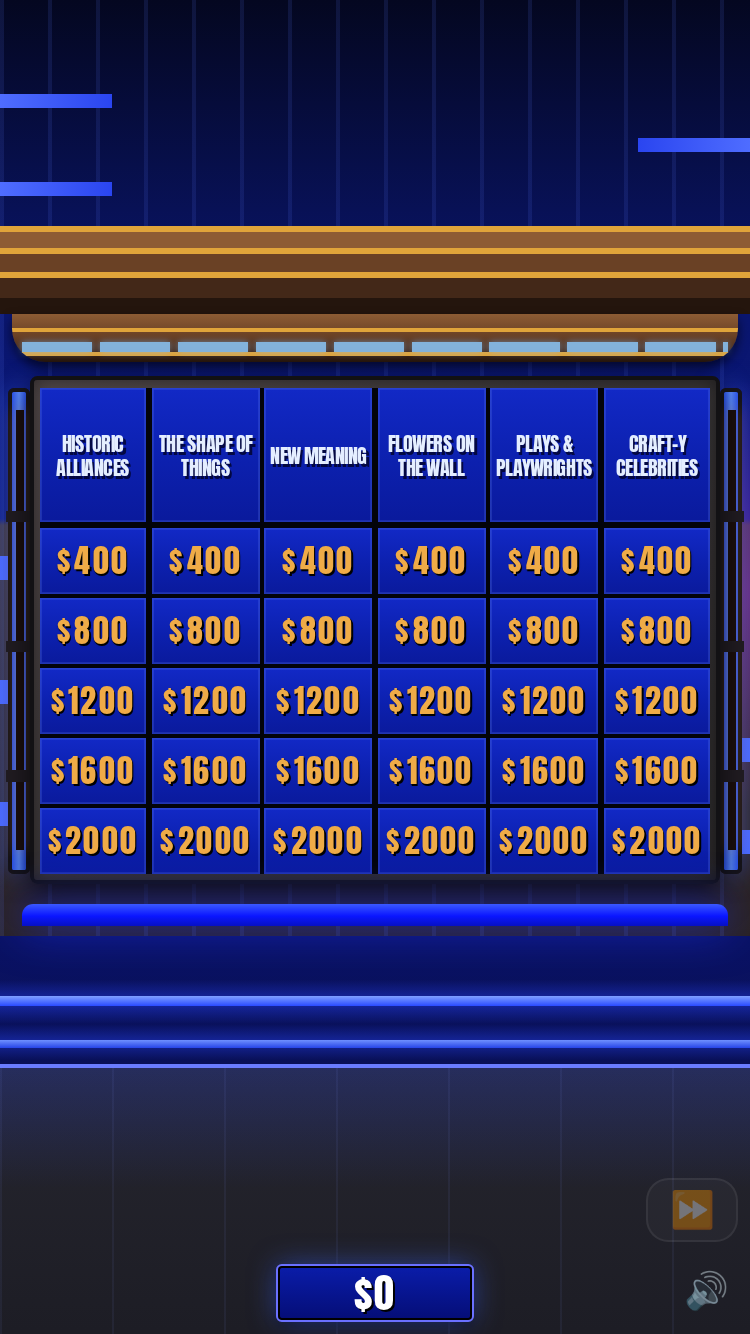 HISTORIC
ALLIANCES
THE SHAPE OF
THINGS
NEW MEANING
FLOWERS ON
THE WALL
PLAYS &
PLAYWRIGHTS
CRAFT-Y
CELEBRITIES
$400 $400 $400 $400 $400 $400
$800 $800 $800 $800 $800 $800
$1200 $1200 $1200 $1200 $1200 $1200
$1600 $1600 $1600 $1600 $1600 $1600
$2000 $2000 $2000 $2000 $2000 $2000
$0